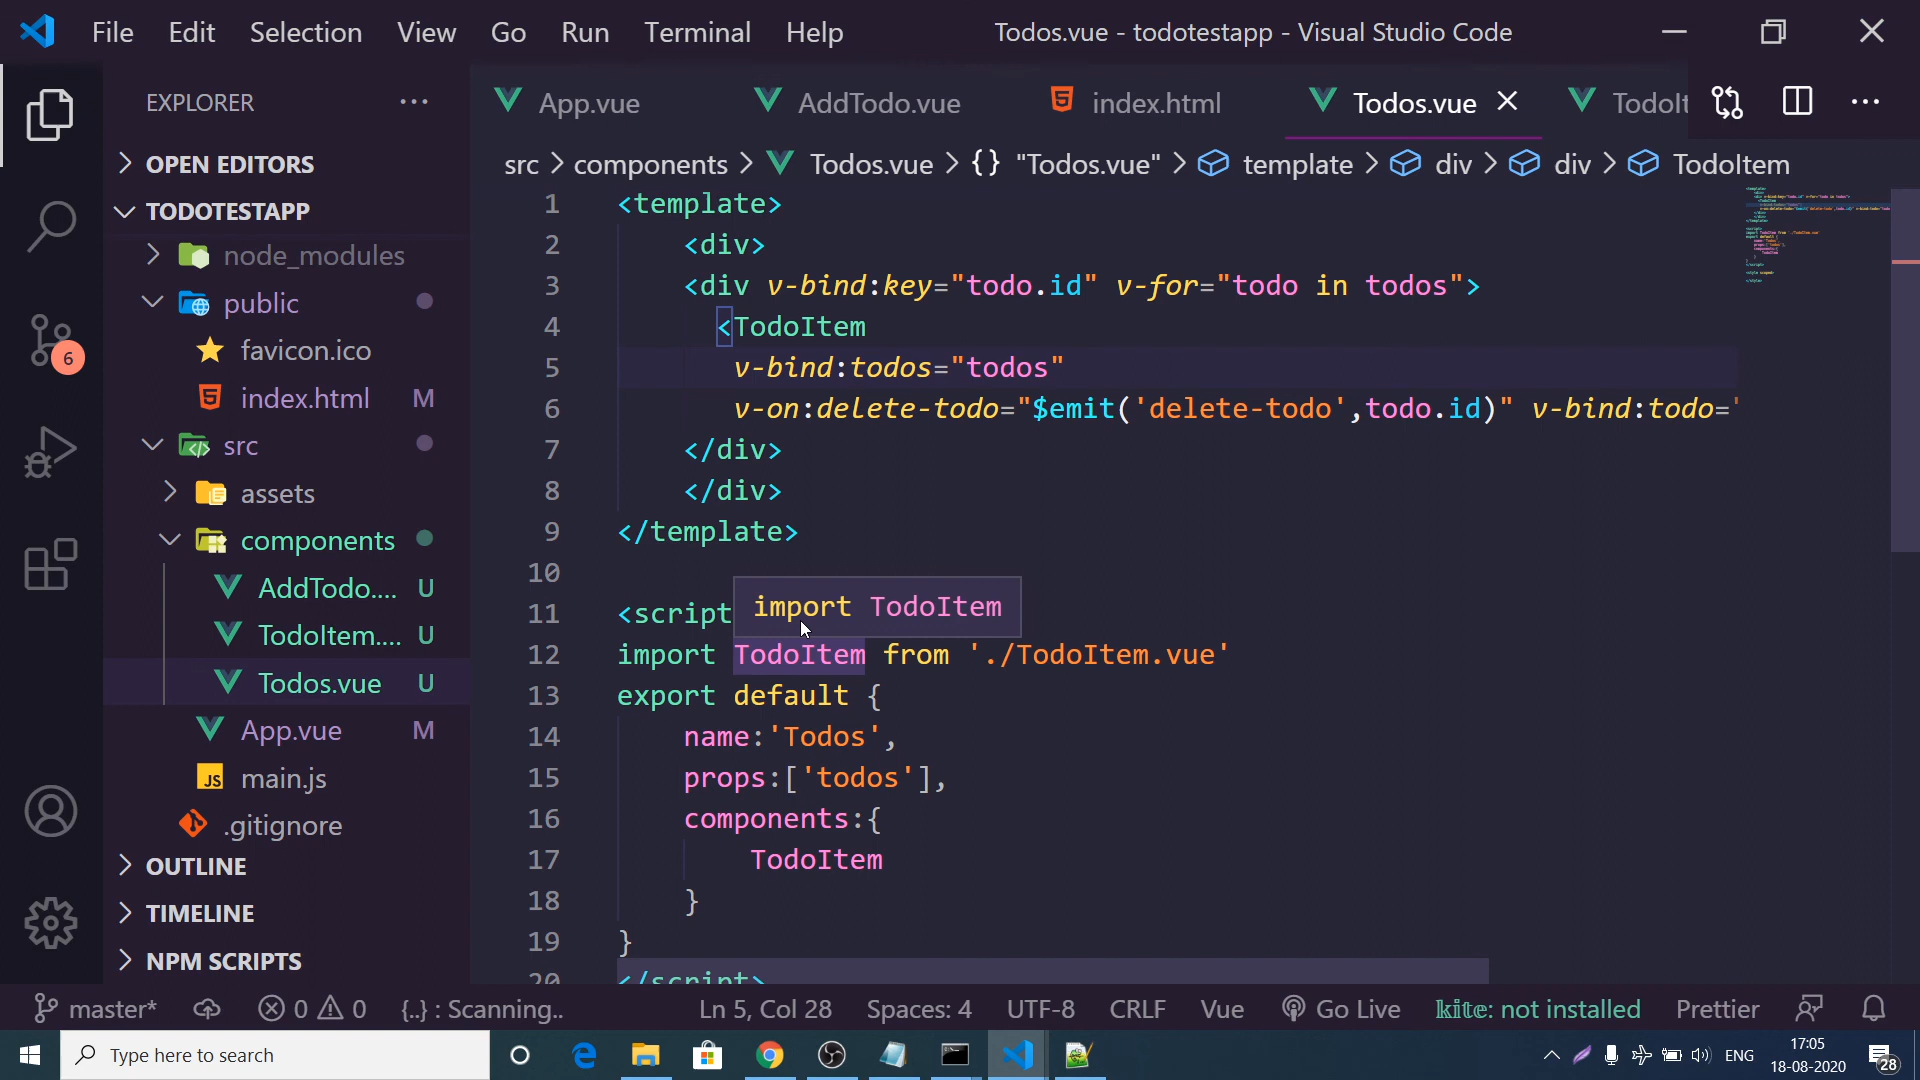 File Edit Selection View Go Run Terminal Help Todos.vue - todotestapp - Visual Studio Code
EXPLORER
OPEN EDITORS
TODOTESTAPP
node_modules
public
favicon.ico
index.html M
src
assets
components
AddTodo.... U
TodoItem.... U
Todos.vue U
App.vue M
main.js
.gitignore
OUTLINE
TIMELINE
NPM SCRIPTS
6
App.vue AddTodo.vue index.html Todos.vue TodoIt
src > components > Todos.vue > {} "Todos.vue" > template > div > div > TodoItem
1 <template>
2 <div>
3 <div v-bind:key="todo.id" v-for="todo in todos">
4 <TodoItem
5 v-bind:todos="todos"
6 v-on:delete-todo="$emit('delete-todo',todo.id)" v-bind:todo="
7 </div>
8 </div>
9 </template>
10
import TodoItem
11 <script
12 import TodoItem from './TodoItem.vue'
13 export default {
14 name:'Todos',
15 props:['todos'],
16 components:{
17 TodoItem
18 }
19 }
20 </script>
master* 0 0 {..} : Scanning.. Ln 5, Col 28 Spaces: 4 UTF-8 CRLF Vue Go Live kite: not installed Prettier
Type here to search ENG 17:05
18-08-2020 28